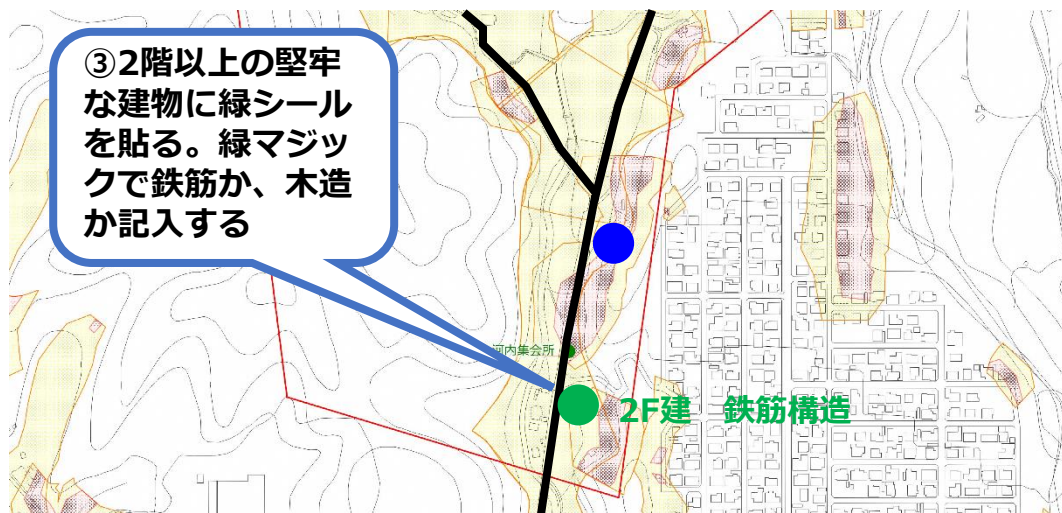 ③2階以上の堅牢
な建物に緑シール
を貼る。緑マジッ
クで鉄筋か、木造
か記入する
河内集会所
2F建　鉄筋構造